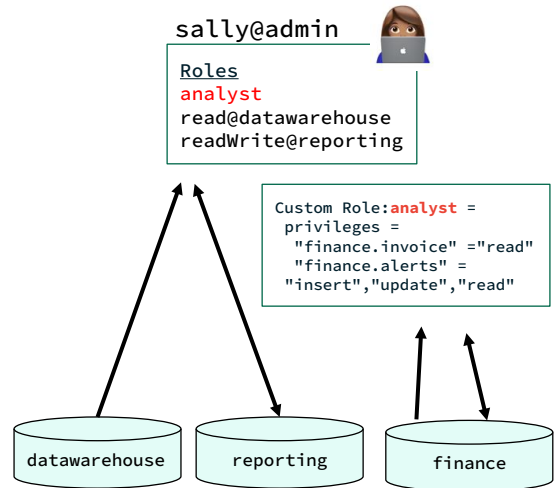 sally@admin
Roles
analyst
read@datawarehouse
readWrite@reporting
Custom Role:analyst =
privileges =
"finance.invoice" ="read"
"finance.alerts" =
"insert","update","read"
datawarehouse
reporting
finance